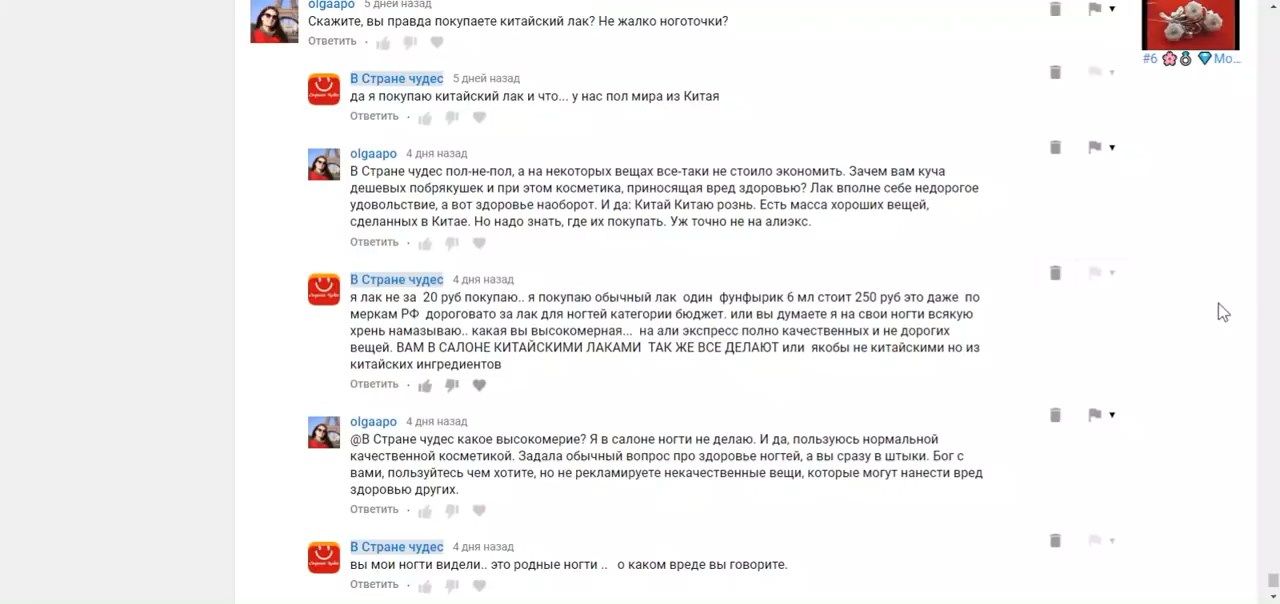 olgaapo 5 дней назад
Скажите, вы правда покупаете китайский лак? Не жалко ноготочки?
Ответить
#6 Mo...
В Стране чудес 5 дней назад
да я покупаю китайский лак и что... у нас пол мира из Китая
Ответить
olgaapo 4 дня назад
В Стране чудес пол-не-пол, а на некоторых вещах все-таки не стоило экономить. Зачем вам куча
дешевых побрякушек и при этом косметика, приносящая вред здоровью? Лак вполне себе недорогое
удовольствие, а вот здоровье наоборот. И да: Китай Китаю рознь. Есть масса хороших вещей,
сделанных в Китае. Но надо знать, где их покупать. Уж точно не на алиэкс.
Ответить
В Стране чудес 4 дня назад
я лак не за 20 руб покупаю.. я покупаю обычный лак один фунфырик 6 мл стоит 250 руб это даже по
меркам РФ дороговато за лак для ногтей категории бюджет. или вы думаете я на свои ногти всякую
хрень намазываю.. какая вы высокомерная... на али экспресс полно качественных и не дорогих
вещей. ВАМ В САЛОНЕ КИТАЙСКИМИ ЛАКАМИ ТАК ЖЕ ВСЕ ДЕЛАЮТ или якобы не китайскими но из
китайских ингредиентов
Ответить
olgaapo 4 дня назад
@В Стране чудес какое высокомерие? Я в салоне ногти не делаю. И да, пользуюсь нормальной
качественной косметикой. Задала обычный вопрос про здоровье ногтей, а вы сразу в штыки. Бог с
вами, пользуйтесь чем хотите, но не рекламируете некачественные вещи, которые могут нанести вред
здоровью других.
Ответить
В Стране чудес 4 дня назад
вы мои ногти видели.. это родные ногти .. о каком вреде вы говорите.
Ответить